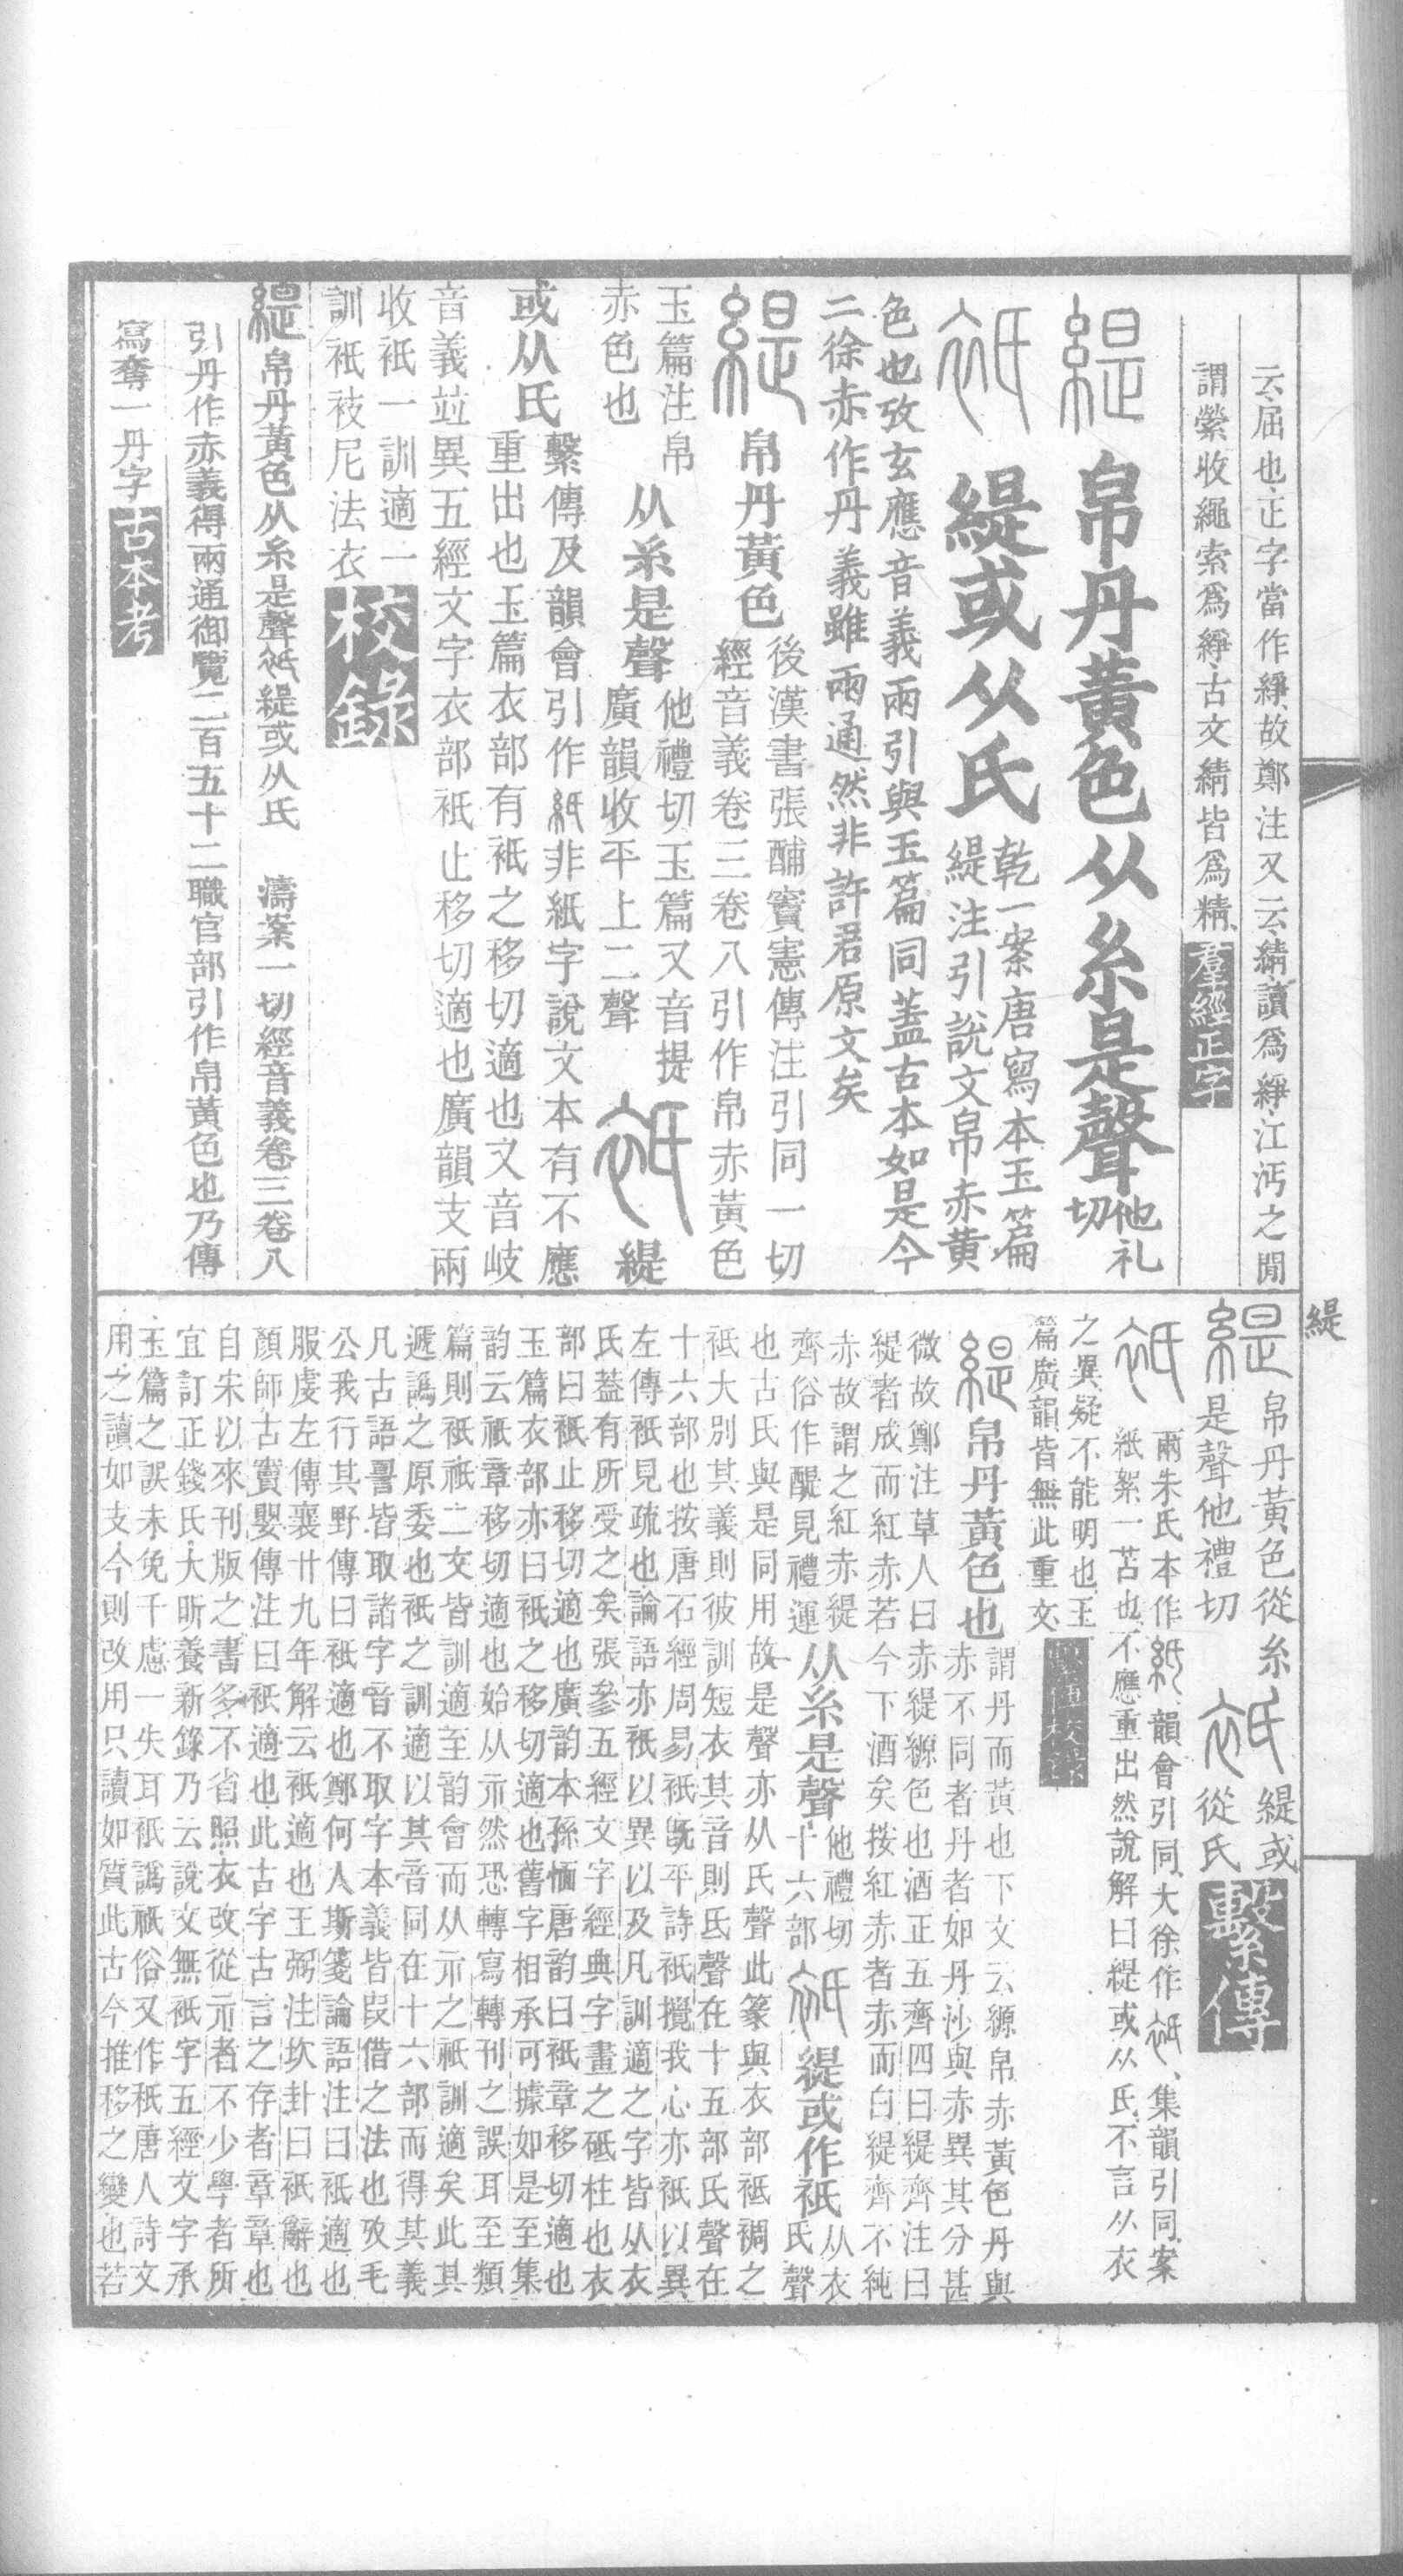 云屈也正字當作綪故鄭注又云綪讀爲綪江沔之閒
謂縈收繩索爲綪古文綪皆爲精羣經正字
緹帛丹黃色从糸是聲他礼切
衹緹或从氏乾一案唐寫本玉篇
緹注引說文帛赤黃
色也攷玄應音義兩引與玉篇同蓋古本如是今
二徐赤作丹義雖兩通然非許君原文矣
緹帛丹黃色後漢書張酺竇憲傳注引同一切
經音義卷三卷八引作帛赤黃色
玉篇注帛
赤色也
从糸是聲他禮切玉篇又音提
廣韻收平上二聲
衹緹
或从氏繫傳及韻會引作紙非紙字說文本有不應
重出也玉篇衣部有衹之移切適也又音岐
音義竝異五經文字衣部衹止移切適也廣韻支兩
收衹一訓適一
訓衹衼尼法衣
校錄
緹帛丹黃色从糸是聲衹緹或从氏 濤案一切經音義卷三卷八
引丹作赤義得兩通御覽二百五十二職官部引作帛黃色也乃傳
寫奪一丹字古本考
緹
緹帛丹黃色從糸
是聲他禮切
衹緹或
從氏繫傳
衹兩朱氏本作紙韻會引同大徐作衹集韻引同案
紙絮一苫也不應重出然說解曰緹或从氏不言从衣
之異疑不能明也玉
篇廣韻皆無此重文
緹帛丹黃色也謂丹而黃也下文云縓帛赤黃色丹與
赤不同者丹者如丹沙與赤異其分甚
微故鄭注草人曰赤緹縓色也酒正五齊四曰緹齊注曰
緹者成而紅赤若今下酒矣按紅赤者赤而白緹齊不純
赤故謂之紅赤緹
齊俗作醍見禮運
从糸是聲他禮切
十六部
衹緹或作衹从衣
氏聲
也古氏與是同用故是聲亦从氏聲此篆與衣部袛裯之
袛大別其義則彼訓短衣其音則氐聲在十五部氏聲在
十六部也按唐石經周易衹旣平詩衹攪我心亦衹以異
左傳衹見疏也論語亦衹以異以及凡訓適之字皆从衣
氏蓋有所受之矣張參五經文字經典字畫之砥柱也衣
部曰衹止移切適也廣韵本孫愐唐韵曰衹章移切適也
玉篇衣部亦曰衹之移切適也舊字相承可據如是至集
韵云衹章移切適也始从示然恐轉寫轉刊之誤耳至類
篇則衹祇二文皆訓適至韵會而从示之祇訓適矣此其
遞譌之原委也衹之訓適以其音同在十六部而得其義
凡古語䛐皆取諸字音不取字本義皆叚借之法也攷毛
公我行其野傳曰衹適也鄭何人斯箋論語注曰衹適也
服虔左傳襄廿九年解云衹適也王弼注坎卦曰衹辭也
顏師古竇嬰傳注曰衹適也此古字古言之存者章章也
自宋以來刊版之書多不省照衣改從示者不少學者所
宜訂正錢氏大昕養新錄乃云說文無衹字五經文字承
玉篇之誤未免千慮一失耳衹譌祇俗又作秖唐人詩文
用之讀如支今則改用只讀如質此古今推移之變也若